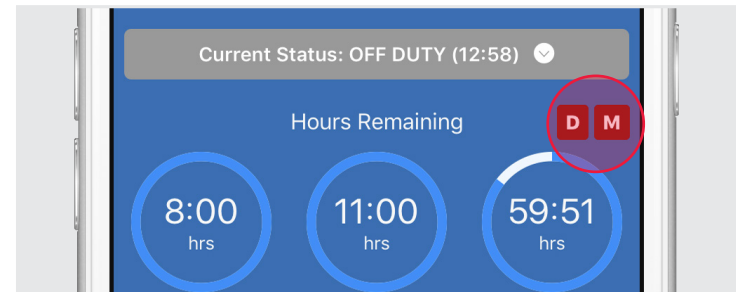 Current Status: OFF DUTY (12:58)
Hours Remaining
D M
8:00 11:00 59:51
hrs hrs hrs